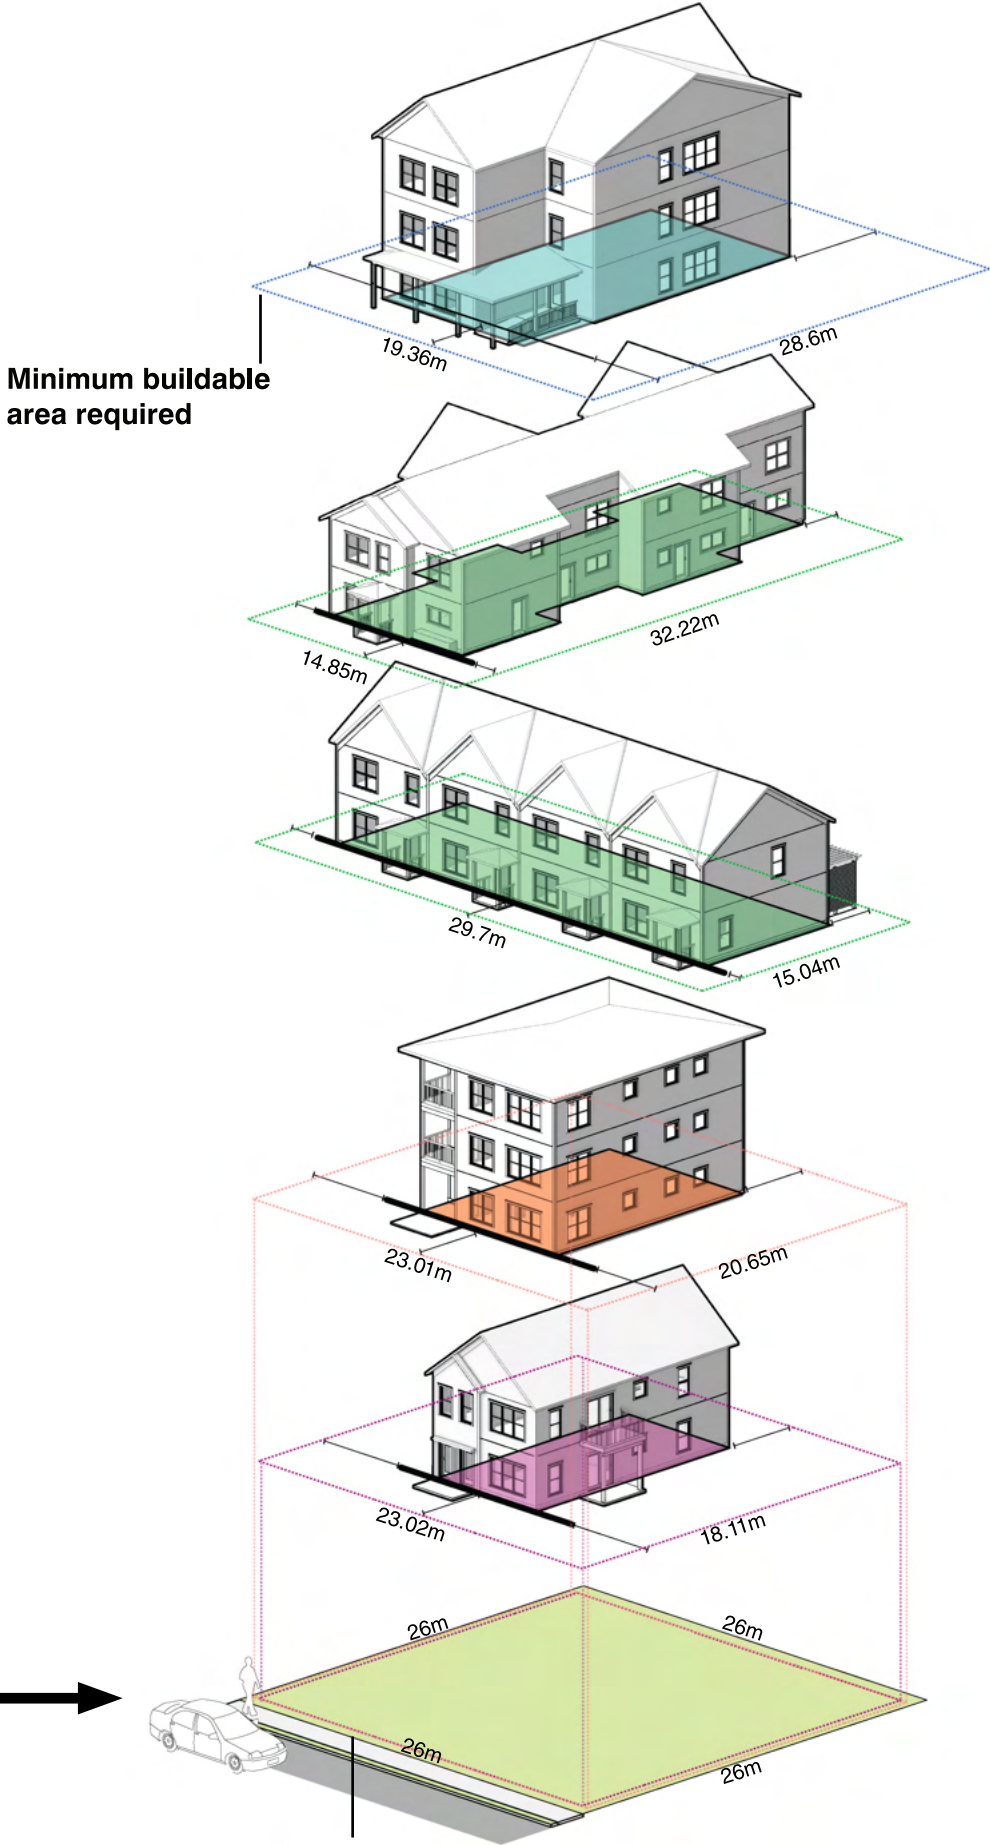 19.36m
28.6m
Minimum buildable
area required
14.85m
32.22m
29.7m
15.04m
23.01m
20.65m
23.02m
18.11m
26m
26m
26m
26m